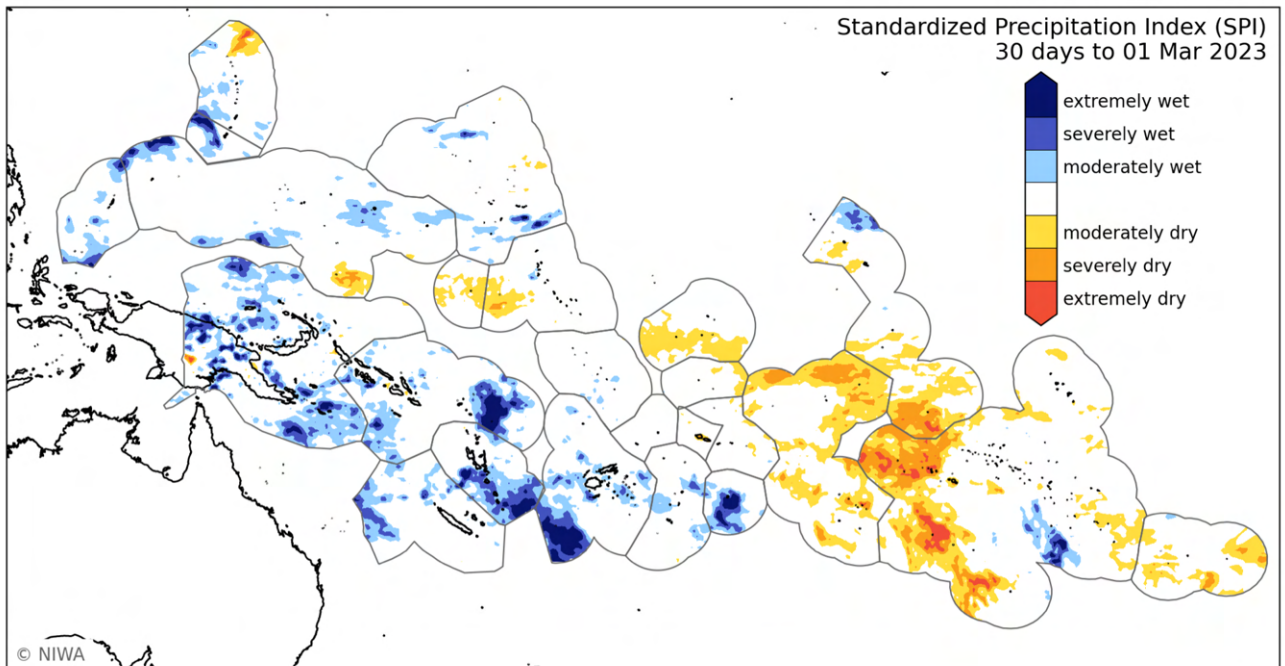 Standardized Precipitation Index (SPI)
30 days to 01 Mar 2023
extremely wet
severely wet
moderately wet
moderately dry
severely dry
extremely dry
© NIWA